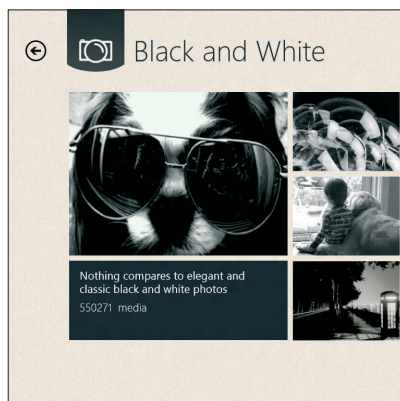 Black and White
Nothing compares to elegant and
classic black and white photos
550271 media